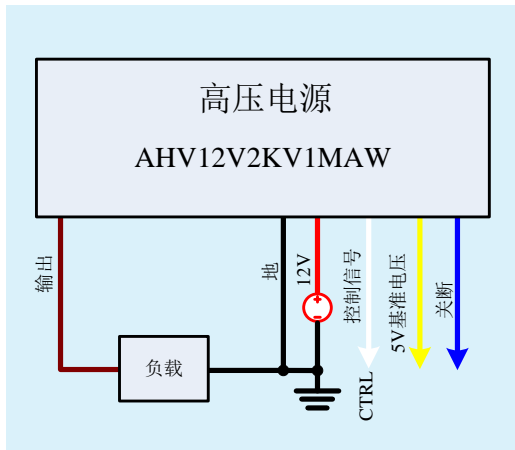 高压电源
AHV12V2KV1MAW
输出
地
12V
控制信号
5V基准电压
关断
+
-
负载
CTRL